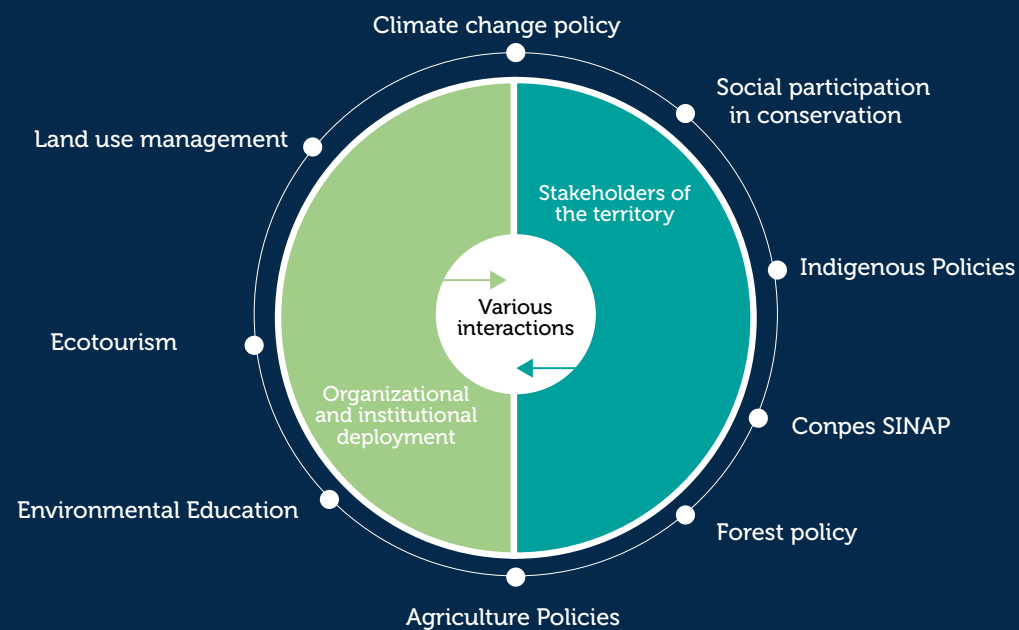 Climate change policy
Social participation
in conservation
Land use management
Stakeholders of
the territory
Indigenous Policies
Various
interactions
Ecotourism
Organizational
and institutional
deployment
Conpes SINAP
Environmental Education
Forest policy
Agriculture Policies